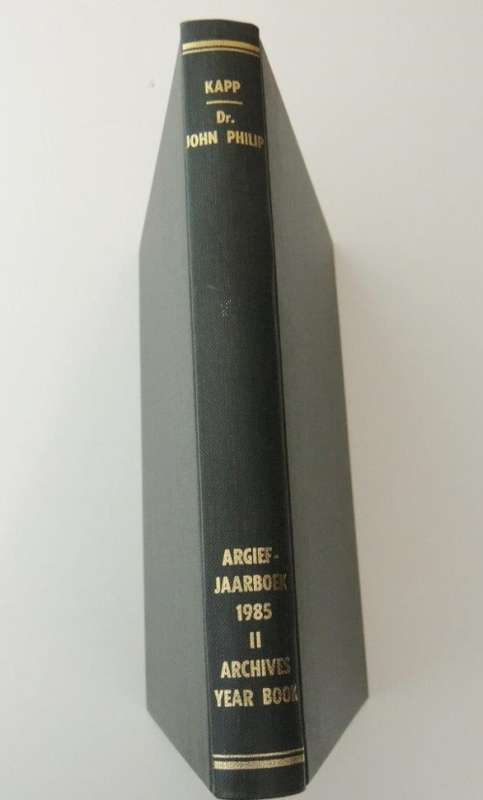 KAPP
Dr.
JOHN PHILIP
ARGIEF-
JAARBOEK
1985
II
ARCHIVES
YEAR BOOK